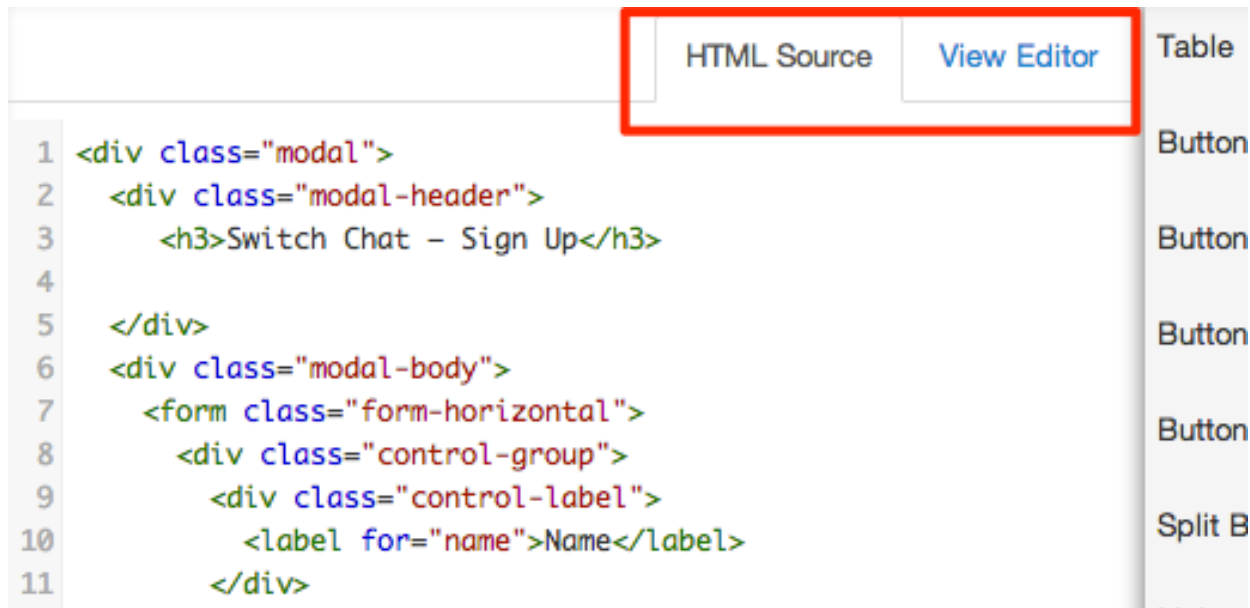 HTML Source View Editor
1 <div class="modal">
2   <div class="modal-header">
3      <h3>Switch Chat – Sign Up</h3>
4
5   </div>
6   <div class="modal-body">
7     <form class="form-horizontal">
8       <div class="control-group">
9         <div class="control-label">
10           <label for="name">Name</label>
11         </div>
Table
Button
Button
Button
Button
Split B